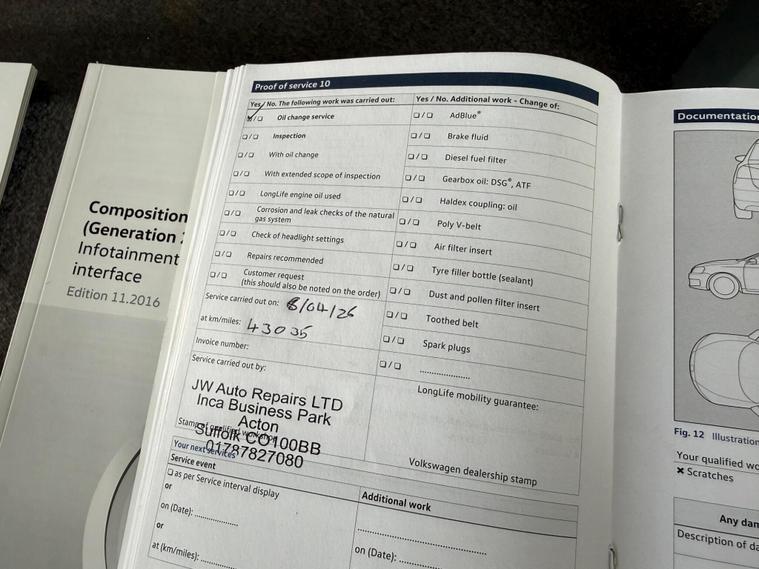 Composition
(Generation 2
Infotainment
interface
Edition 11.2016
Proof of service 10
Yes / No. The following work was carried out:
☑/☐ Oil change service
☐/☐ Inspection
☐/☐ With oil change
☐/☐ With extended scope of inspection
☐/☐ LongLife engine oil used
☐/☐ Corrosion and leak checks of the natural
gas system
☐/☐ Check of headlight settings
☐/☐ Repairs recommended
☐/☐ Customer request
(this should also be noted on the order)
Service carried out on: 8/04/26
at km/miles: 43035
Invoice number:
Service carried out by:
JW Auto Repairs LTD
Inca Business Park
Acton
Suffolk CO100BB
01787827080
Stamp of qualified workshop
Yes / No. Additional work - Change of:
☐/☐ AdBlue®
☐/☐ Brake fluid
☐/☐ Diesel fuel filter
☐/☐ Gearbox oil: DSG®, ATF
☐/☐ Haldex coupling: oil
☐/☐ Poly V-belt
☐/☐ Air filter insert
☐/☐ Tyre filler bottle (sealant)
☐/☐ Dust and pollen filter insert
☐/☐ Toothed belt
☐/☐ Spark plugs
☐/☐ ....................
LongLife mobility guarantee:
Volkswagen dealership stamp
Your next services
Service event
☐ as per Service interval display
or
on (Date): ................
or
at (km/miles): ............
Additional work
................................................
on (Date): ................
Documentation
Fig. 12 Illustration
Your qualified wo
✖ Scratches
Any dam
Description of da